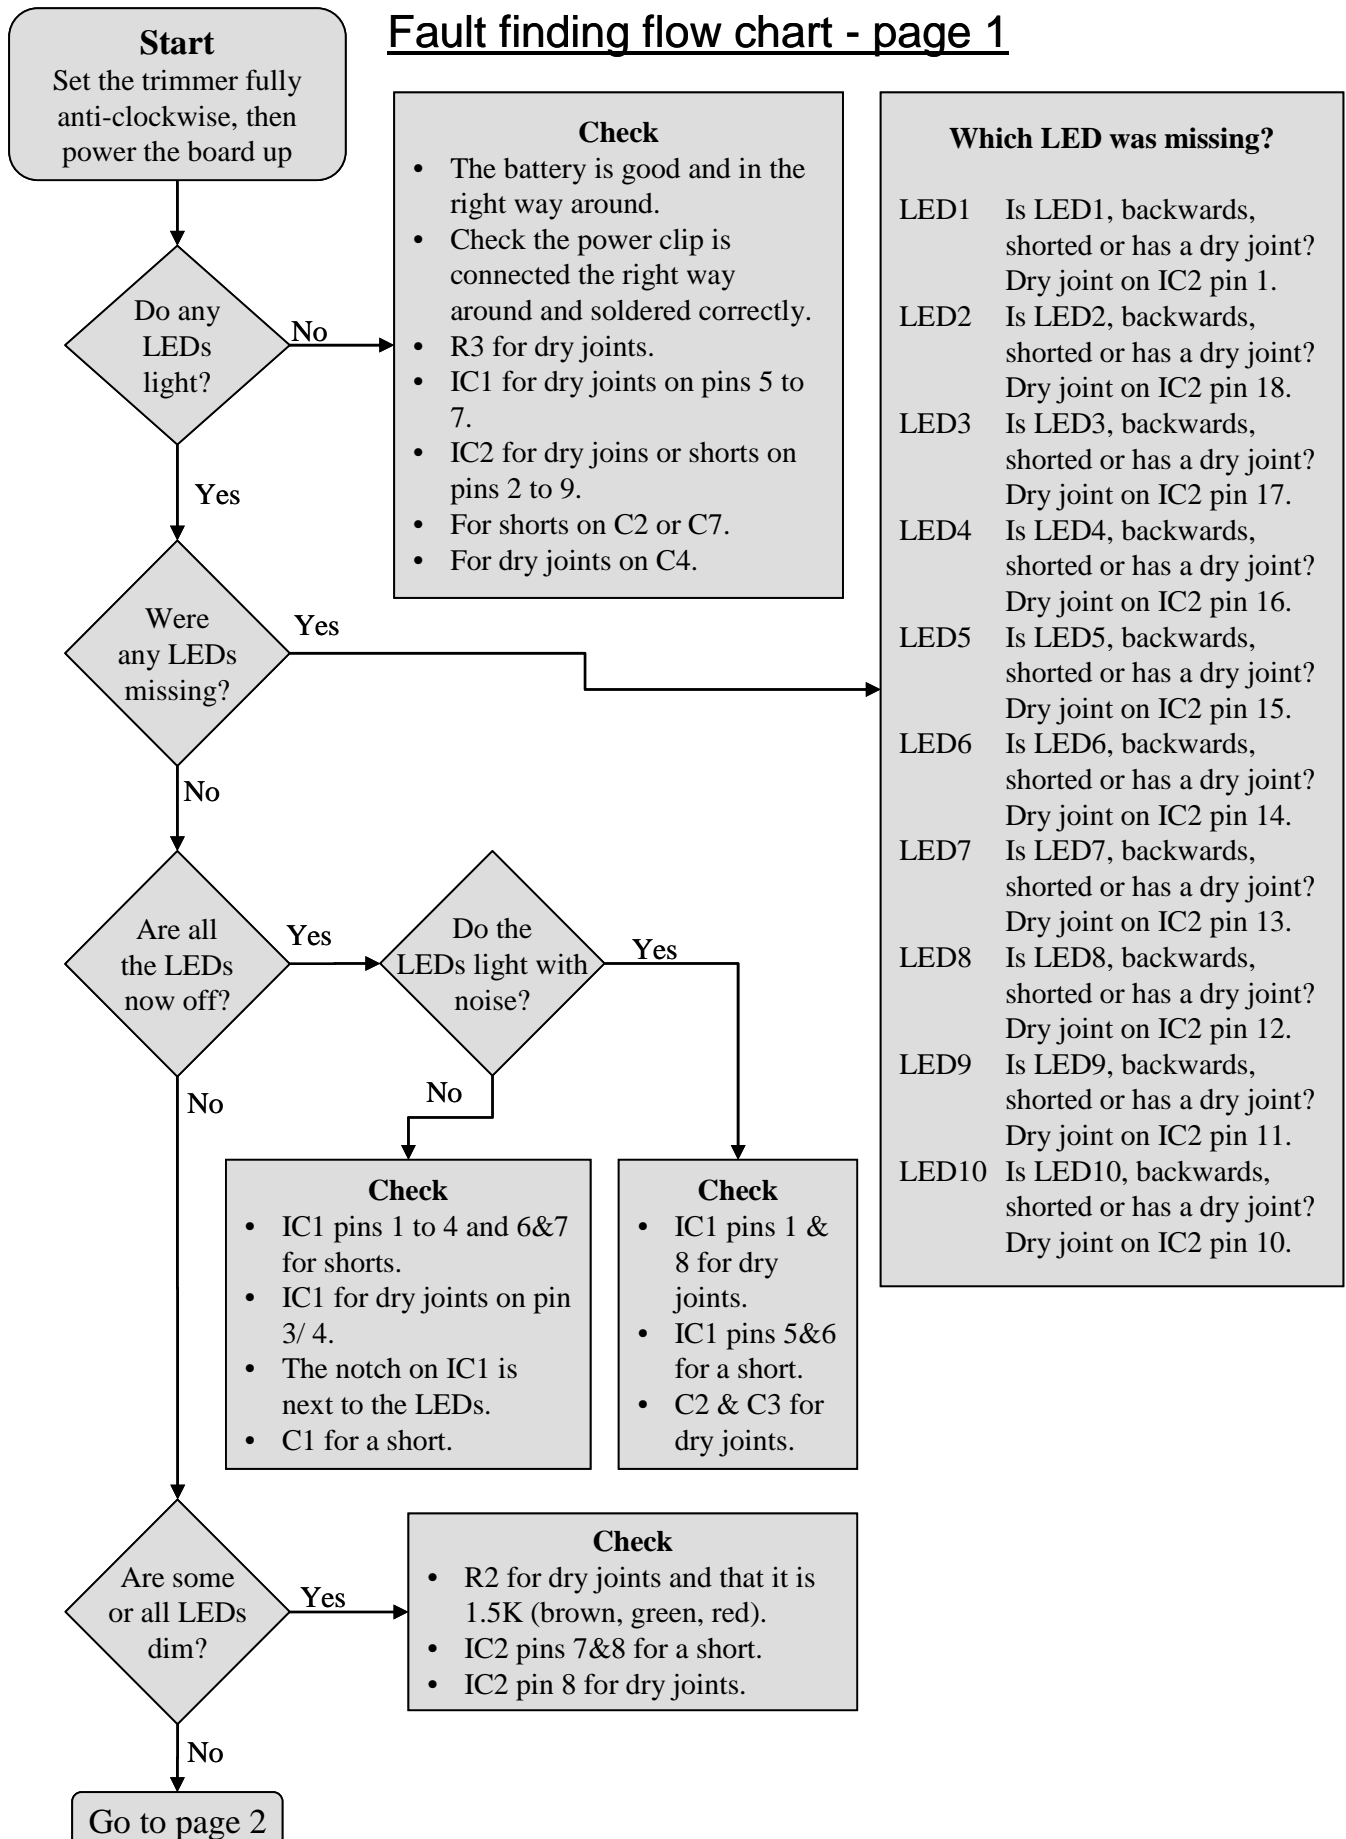 Fault finding flow chart - page 1
Start
Set the trimmer fully
anti-clockwise, then
power the board up
Do any
LEDs
light?
No
Check
• The battery is good and in the
right way around.
• Check the power clip is
connected the right way
around and soldered correctly.
• R3 for dry joints.
• IC1 for dry joints on pins 5 to
7.
• IC2 for dry joins or shorts on
pins 2 to 9.
• For shorts on C2 or C7.
• For dry joints on C4.
Yes
Were
any LEDs
missing?
Yes
Which LED was missing?
LED1 Is LED1, backwards,
shorted or has a dry joint?
Dry joint on IC2 pin 1.
LED2 Is LED2, backwards,
shorted or has a dry joint?
Dry joint on IC2 pin 18.
LED3 Is LED3, backwards,
shorted or has a dry joint?
Dry joint on IC2 pin 17.
LED4 Is LED4, backwards,
shorted or has a dry joint?
Dry joint on IC2 pin 16.
LED5 Is LED5, backwards,
shorted or has a dry joint?
Dry joint on IC2 pin 15.
LED6 Is LED6, backwards,
shorted or has a dry joint?
Dry joint on IC2 pin 14.
LED7 Is LED7, backwards,
shorted or has a dry joint?
Dry joint on IC2 pin 13.
LED8 Is LED8, backwards,
shorted or has a dry joint?
Dry joint on IC2 pin 12.
LED9 Is LED9, backwards,
shorted or has a dry joint?
Dry joint on IC2 pin 11.
LED10 Is LED10, backwards,
shorted or has a dry joint?
Dry joint on IC2 pin 10.
No
Are all
the LEDs
now off?
Yes
Do the
LEDs light with
noise?
Yes
No
No
Check
• IC1 pins 1 to 4 and 6&7
for shorts.
• IC1 for dry joints on pin
3/ 4.
• The notch on IC1 is
next to the LEDs.
• C1 for a short.
Check
• IC1 pins 1 &
8 for dry
joints.
• IC1 pins 5&6
for a short.
• C2 & C3 for
dry joints.
Are some
or all LEDs
dim?
Yes
Check
• R2 for dry joints and that it is
1.5K (brown, green, red).
• IC2 pins 7&8 for a short.
• IC2 pin 8 for dry joints.
No
Go to page 2